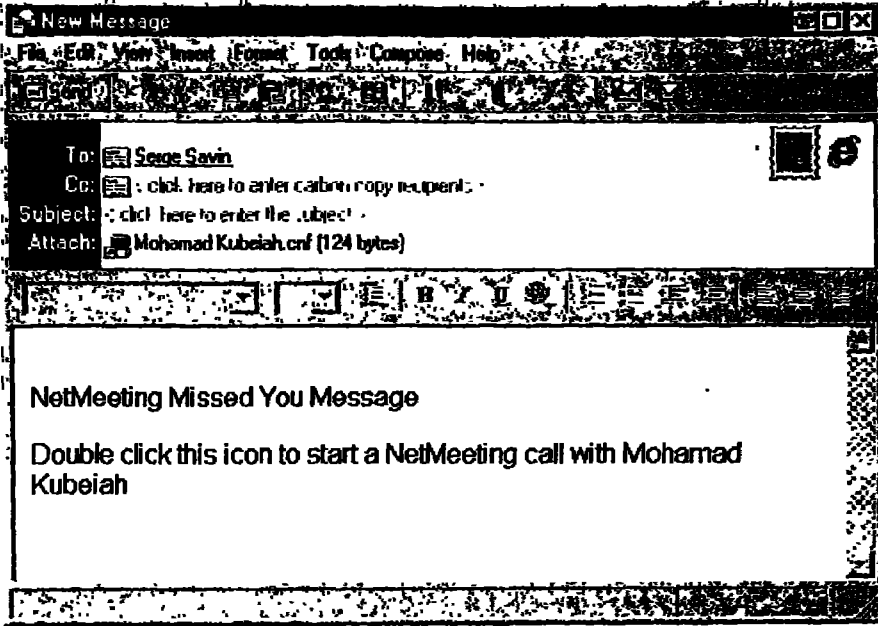 New Message
File Edit View Insert Format Tools Compose Help
Send
To: Serge Savin
Cc: < click here to enter carbon copy recipients >
Subject: < click here to enter the subject >
Attach: Mohamad Kubeiah.cnf (124 bytes)
B I U
NetMeeting Missed You Message
Double click this icon to start a NetMeeting call with Mohamad
Kubeiah